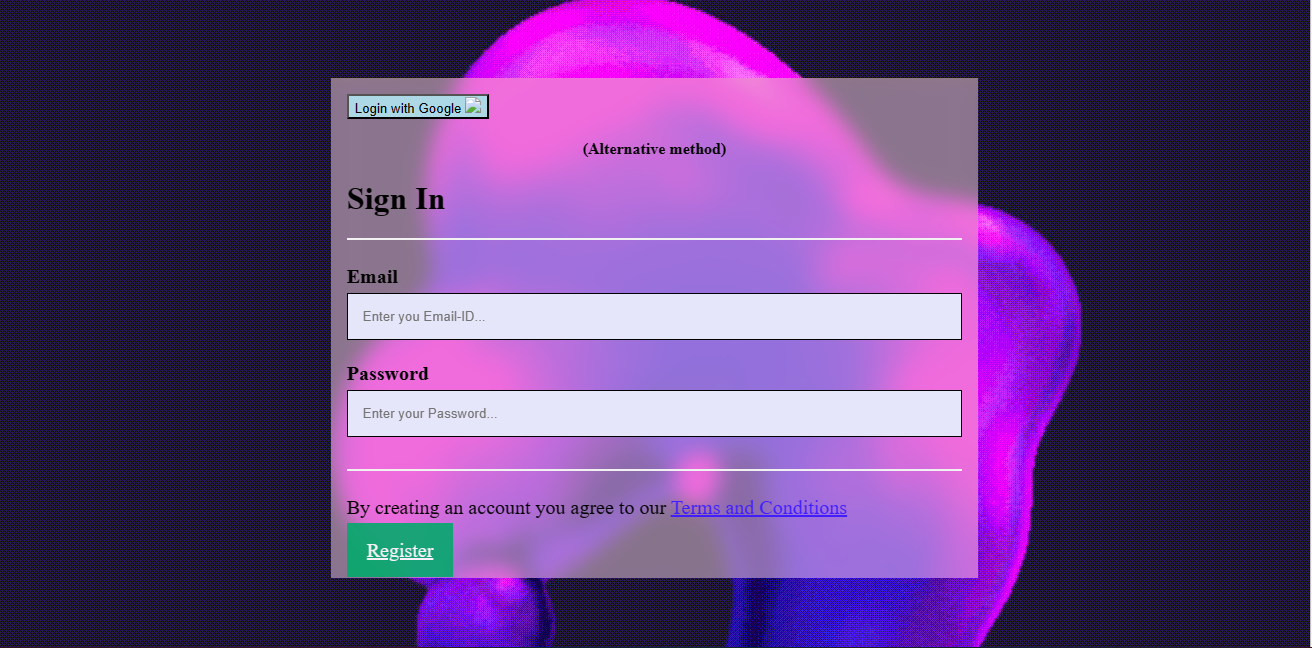 Login with Google
(Alternative method)
Sign In
Email
Enter you Email-ID...
Password
Enter your Password...
By creating an account you agree to our Terms and Conditions
Register